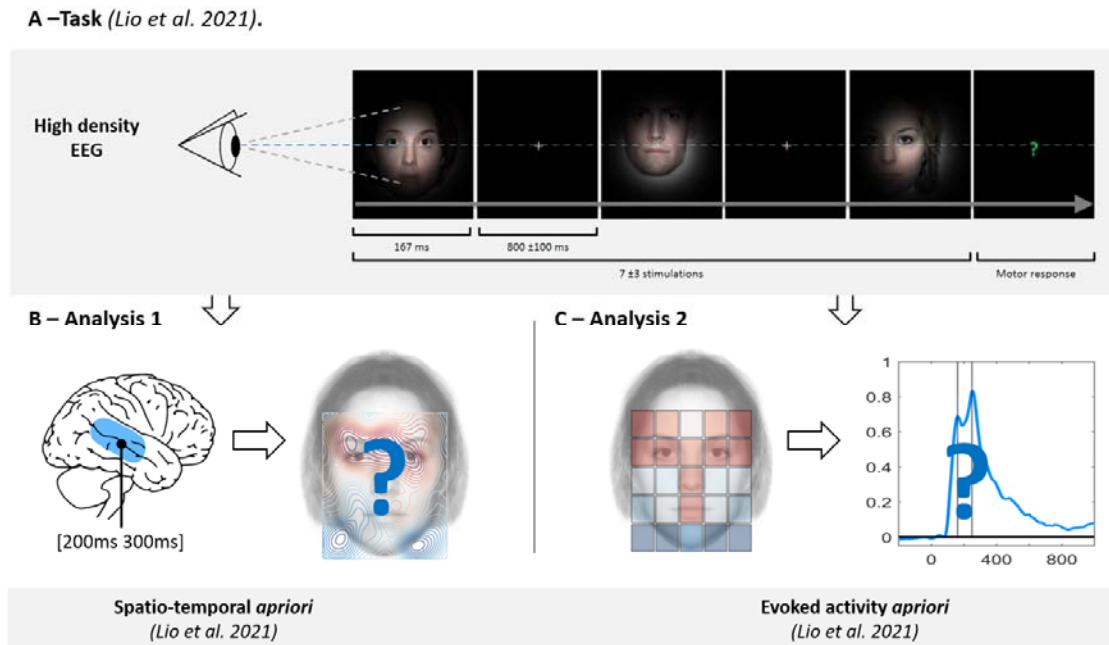 A –Task (Lio et al. 2021).
High density
EEG
+
+
?
167 ms
800 ±100 ms
7 ±3 stimulations
Motor response
B – Analysis 1
C – Analysis 2
?
[200ms 300ms]
1
0.8
0.6
0.4
0.2
0
?
0
400
800
Spatio-temporal apriori
(Lio et al. 2021)
Evoked activity apriori
(Lio et al. 2021)